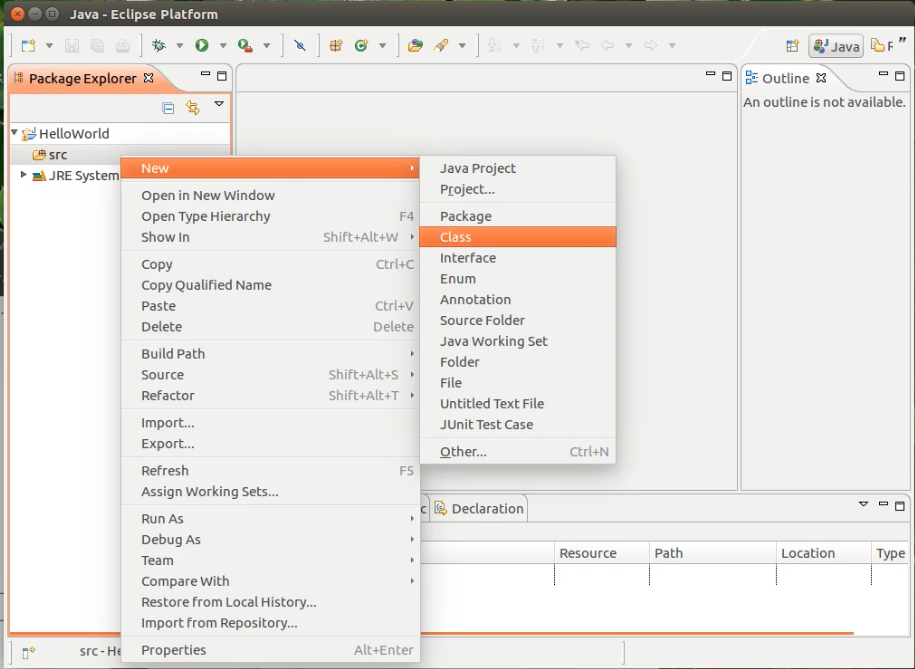 Java - Eclipse Platform
Java
Package Explorer
Outline
An outline is not available.
HelloWorld
src
JRE System
New
Open in New Window
Open Type Hierarchy F4
Show In Shift+Alt+W
Copy Ctrl+C
Copy Qualified Name
Paste Ctrl+V
Delete Delete
Build Path
Source Shift+Alt+S
Refactor Shift+Alt+T
Import...
Export...
Refresh F5
Assign Working Sets...
Run As
Debug As
Team
Compare With
Restore from Local History...
Import from Repository...
Properties Alt+Enter
Java Project
Project...
Package
Class
Interface
Enum
Annotation
Source Folder
Java Working Set
Folder
File
Untitled Text File
JUnit Test Case
Other... Ctrl+N
Declaration
Resource Path Location Type
src - He